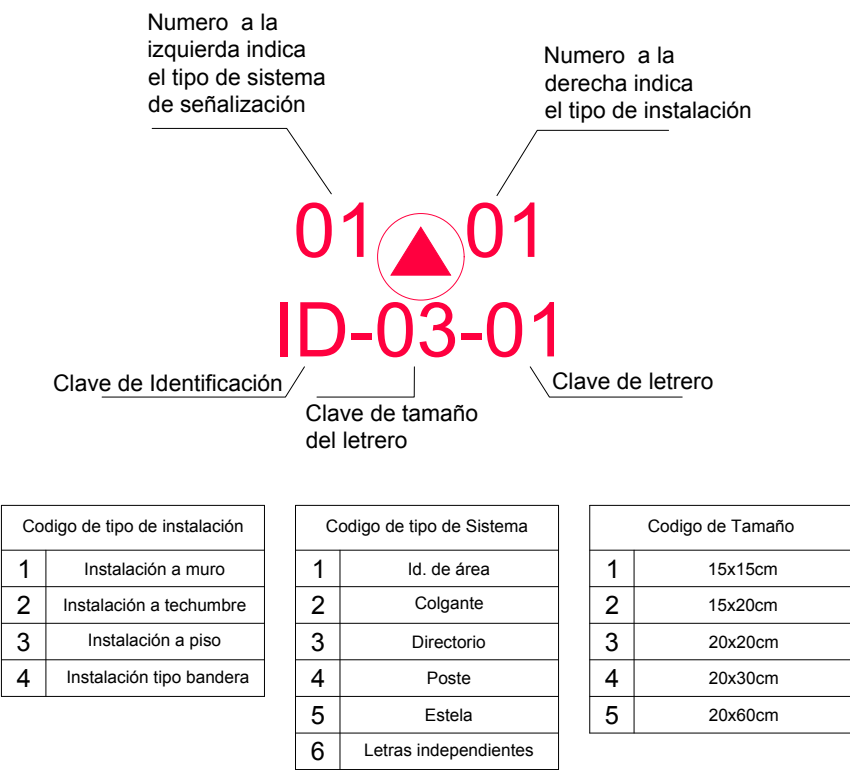 Numero a la
izquierda indica
el tipo de sistema
de señalización
Numero a la
derecha indica
el tipo de instalación
01 01
ID-03-01
Clave de Identificación
Clave de tamaño
del letrero
Clave de letrero
Codigo de tipo de instalación
1 Instalación a muro
2 Instalación a techumbre
3 Instalación a piso
4 Instalación tipo bandera
Codigo de tipo de Sistema
1 Id. de área
2 Colgante
3 Directorio
4 Poste
5 Estela
6 Letras independientes
Codigo de Tamaño
1 15x15cm
2 15x20cm
3 20x20cm
4 20x30cm
5 20x60cm